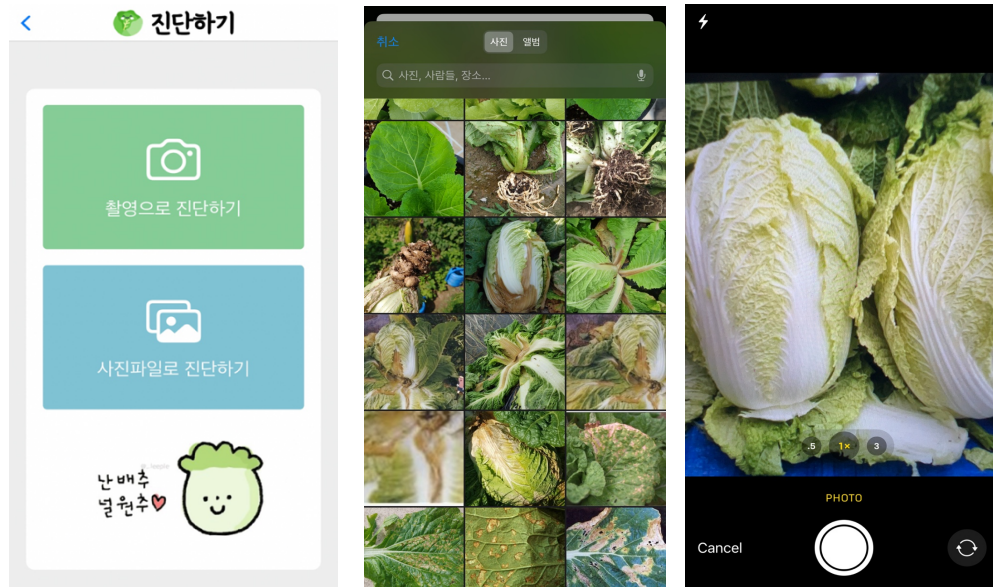 진단하기
촬영으로 진단하기
사진파일로 진단하기
난 배추
널 원추
취소
사진
앨범
사진, 사람들, 장소...
.5
1×
3
PHOTO
Cancel